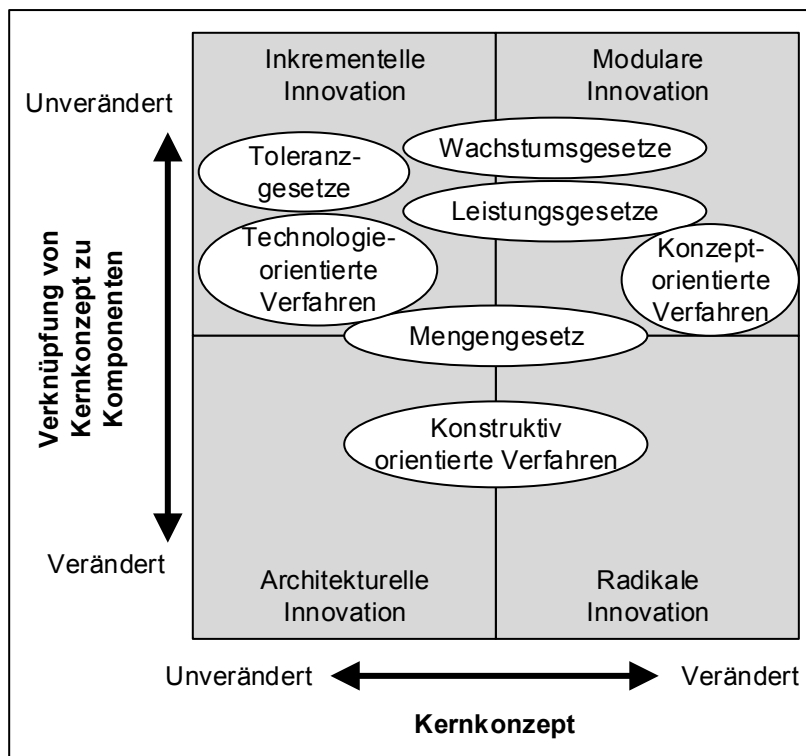 Inkrementelle
Innovation
Modulare
Innovation
Unverändert
Toleranz-
gesetze
Wachstumsgesetze
Leistungsgesetze
Technologie-
orientierte
Verfahren
Konzept-
orientierte
Verfahren
Verknüpfung von
Kernkonzept zu
Komponenten
Mengengesetz
Konstruktiv
orientierte Verfahren
Verändert
Architekturelle
Innovation
Radikale
Innovation
Unverändert
Verändert
Kernkonzept